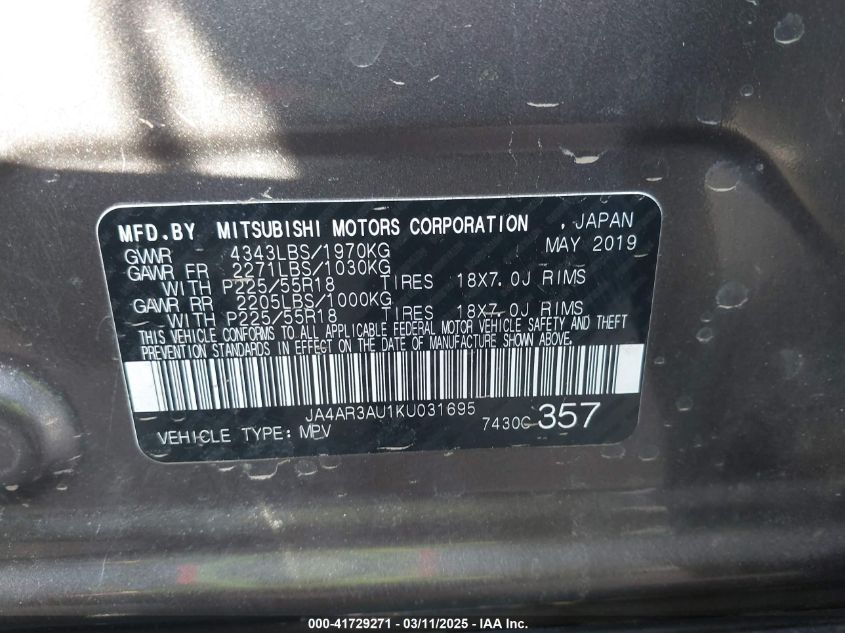 MFD.BY MITSUBISHI MOTORS CORPORATION , JAPAN
GVWR 4343LBS/1970KG MAY 2019
GAWR FR 2271LBS/1030KG
WITH P225/55R18 TIRES 18X7.0J RIMS
GAWR RR 2205LBS/1000KG
WITH P225/55R18 TIRES 18X7.0J RIMS
THIS VEHICLE CONFORMS TO ALL APPLICABLE FEDERAL MOTOR VEHICLE SAFETY AND THEFT
PREVENTION STANDARDS IN EFFECT ON THE DATE OF MANUFACTURE SHOWN ABOVE.
JA4AR3AU1KU031695
VEHICLE TYPE: MPV 7430C 357
000-41729271 - 03/11/2025 - IAA Inc.